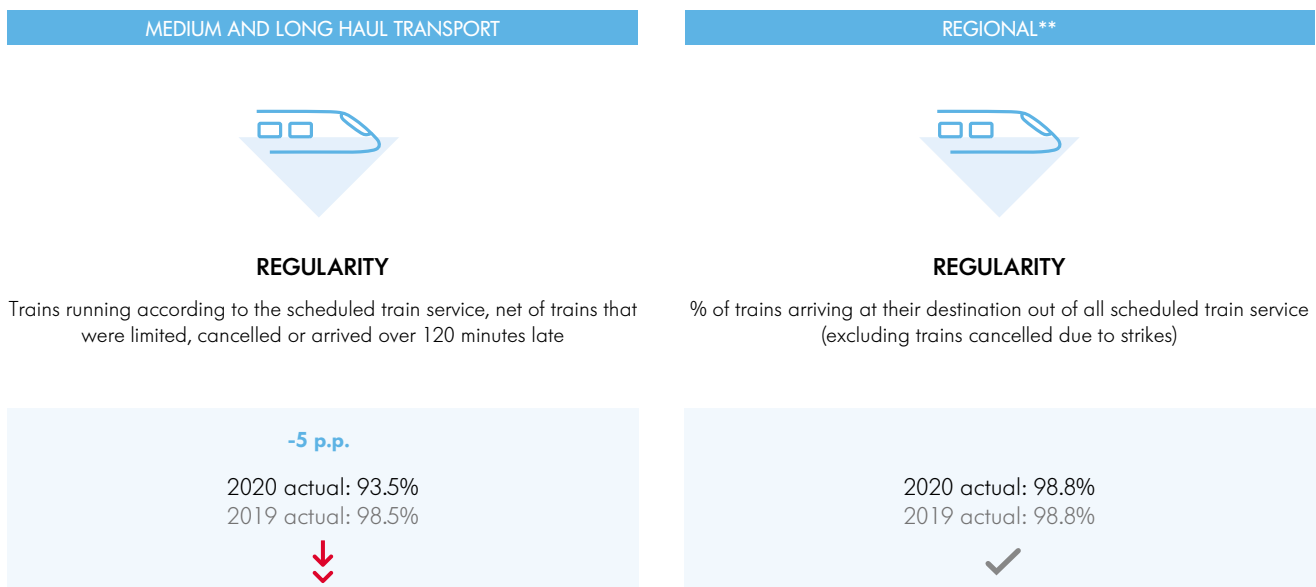 MEDIUM AND LONG HAUL TRANSPORT
REGULARITY
Trains running according to the scheduled train service, net of trains that
were limited, cancelled or arrived over 120 minutes late
-5 p.p.
2020 actual: 93.5%
2019 actual: 98.5%
REGIONAL**
REGULARITY
% of trains arriving at their destination out of all scheduled train service
(excluding trains cancelled due to strikes)
2020 actual: 98.8%
2019 actual: 98.8%